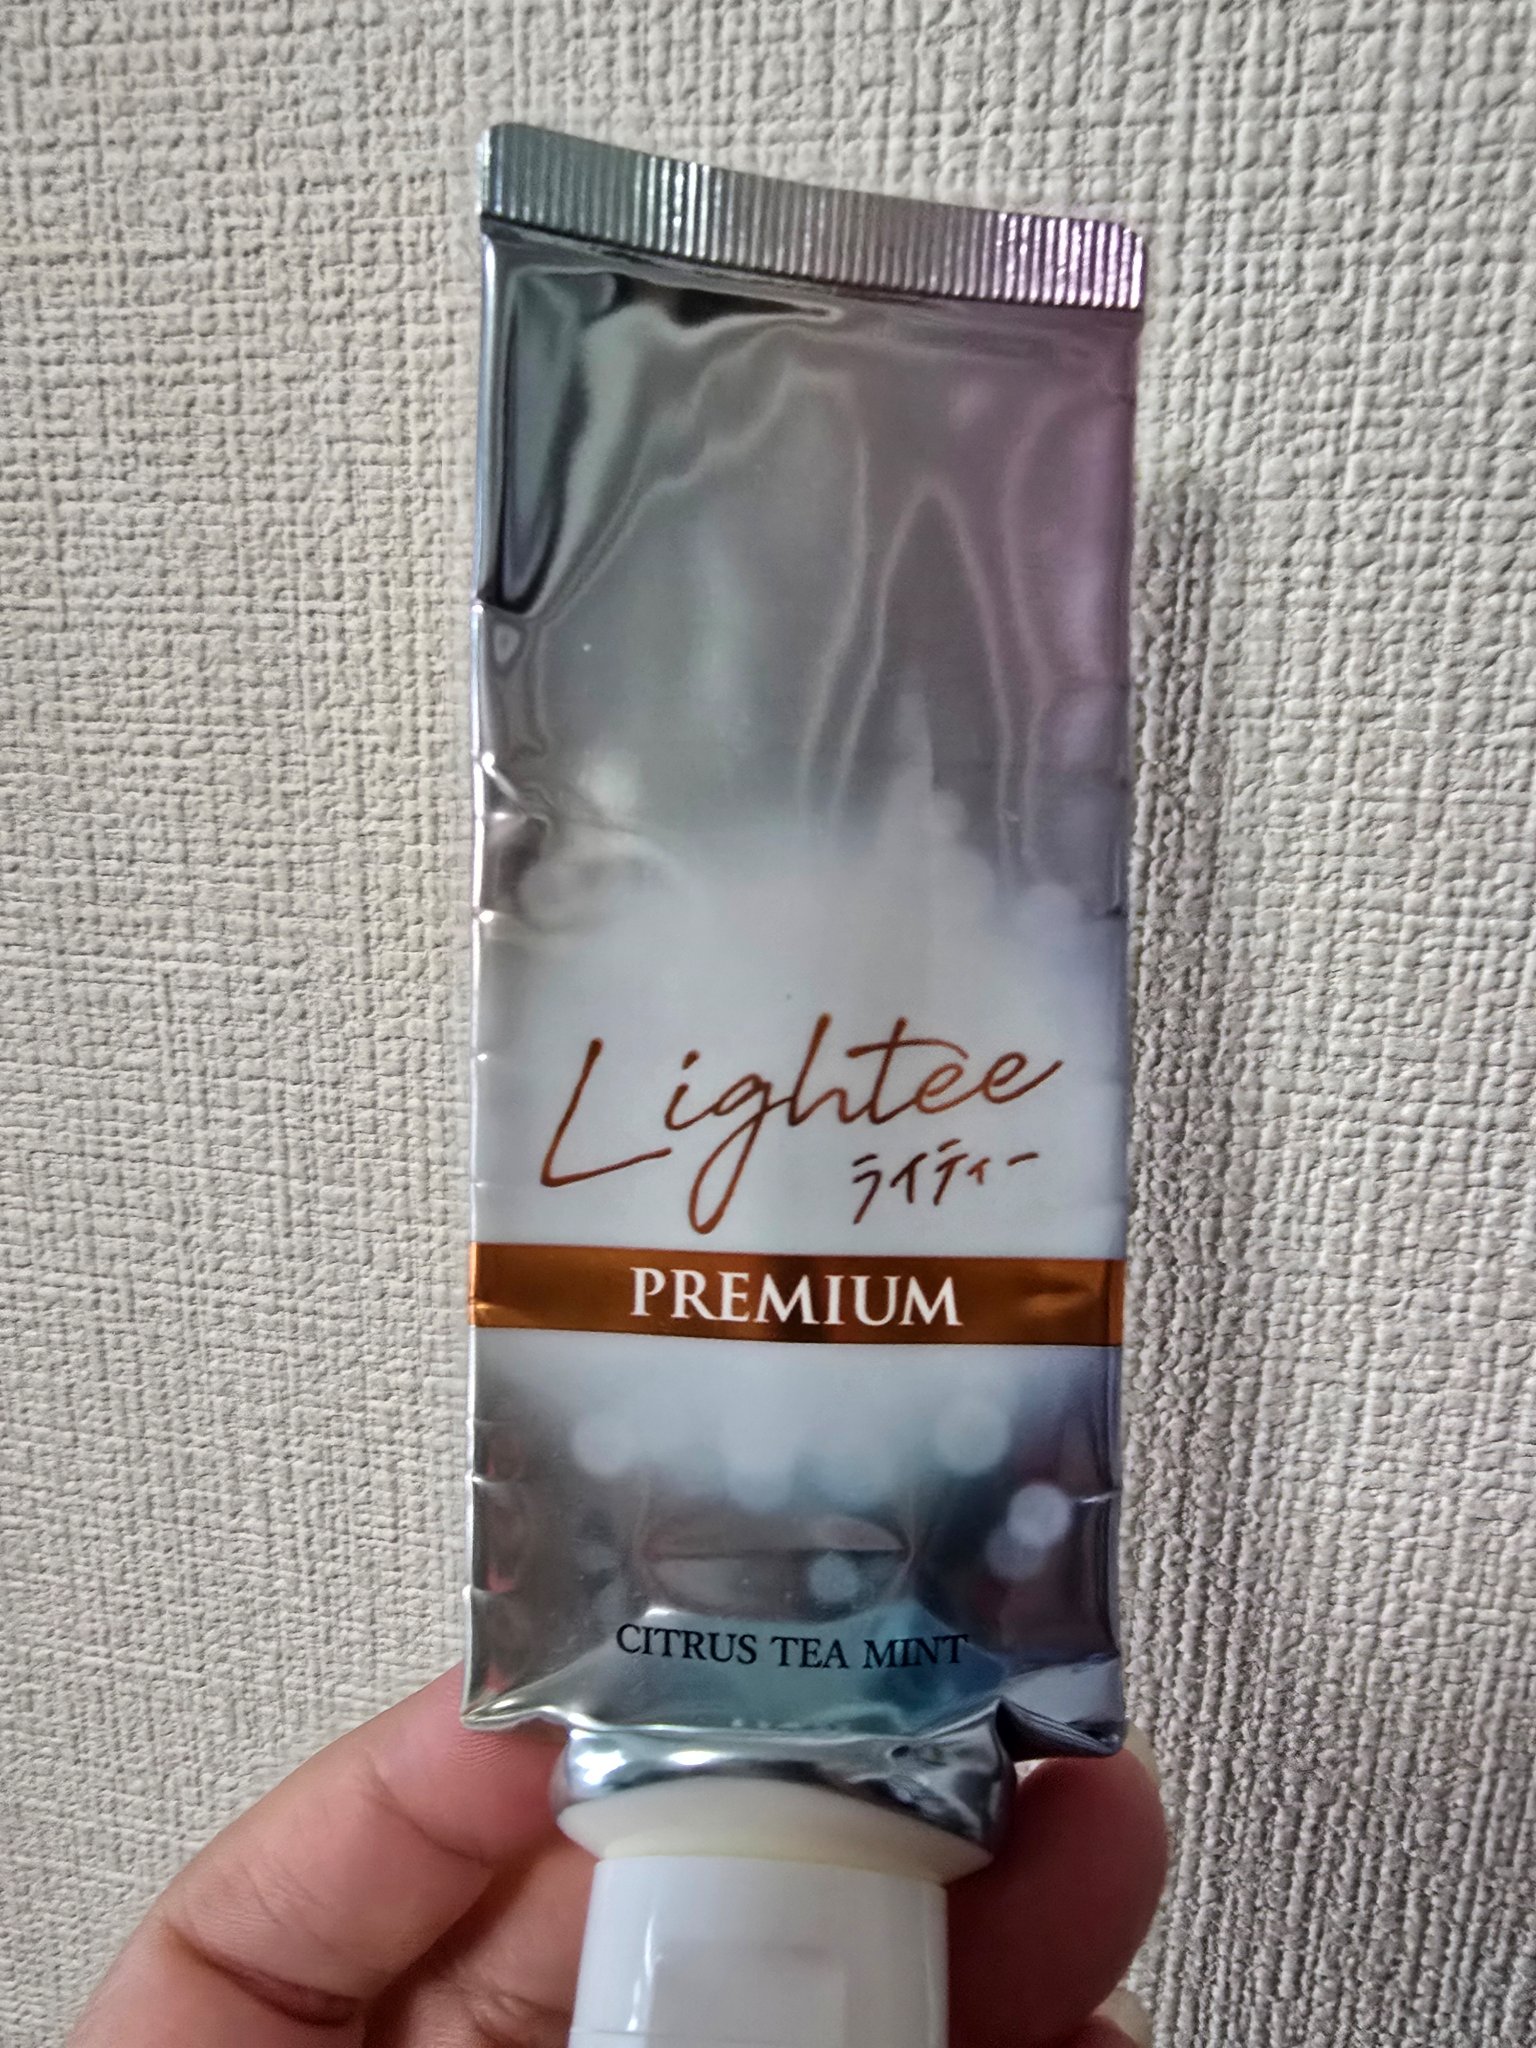 Lightee
ライティー
PREMIUM
CITRUS TEA MINT